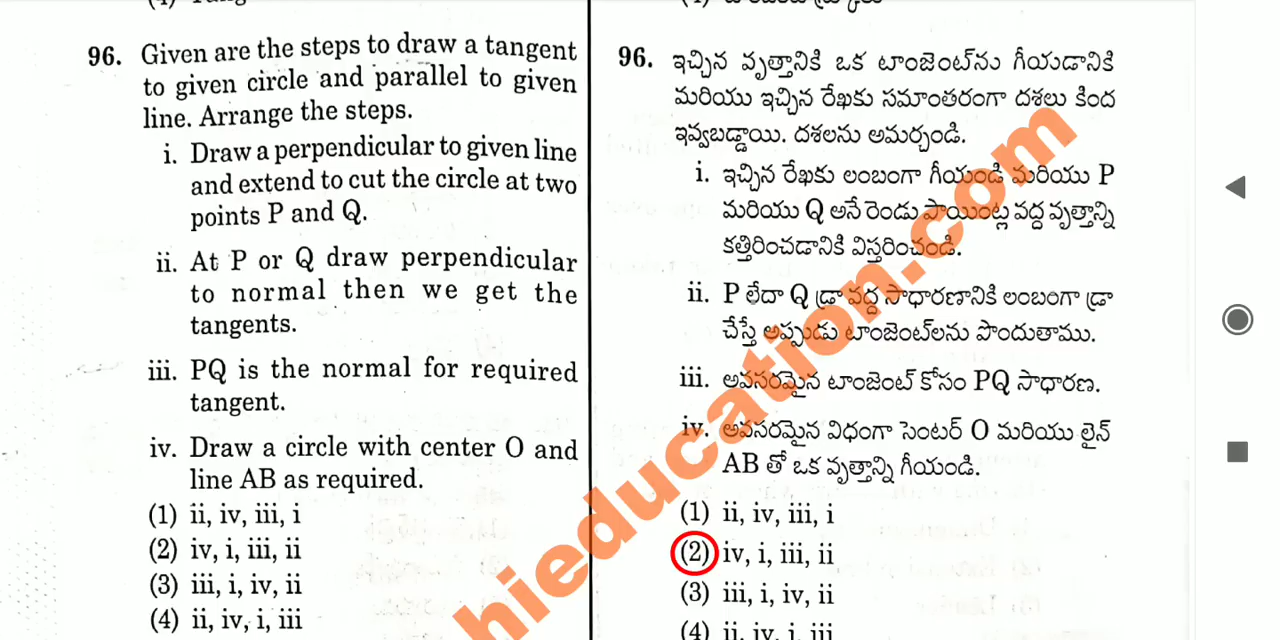 96. Given are the steps to draw a tangent
to given circle and parallel to given
line. Arrange the steps.
i. Draw a perpendicular to given line
and extend to cut the circle at two
points P and Q.
ii. At P or Q draw perpendicular
to normal then we get the
tangents.
iii. PQ is the normal for required
tangent.
iv. Draw a circle with center O and
line AB as required.
(1) ii, iv, iii, i
(2) iv, i, iii, ii
(3) iii, i, iv, ii
(4) ii, iv, i, iii
96. ఇచ్చిన వృత్తానికి ఒక టాంజెంట్‌ను గీయడానికి
మరియు ఇచ్చిన రేఖకు సమాంతరంగా దశలు కింద
ఇవ్వబడ్డాయి. దశలను అమర్చండి.
i. ఇచ్చిన రేఖకు లంబంగా గీయండి మరియు P
మరియు Q అనే రెండు పాయింట్ల వద్ద వృత్తాన్ని
కత్తిరించడానికి విస్తరించండి.
ii. P లేదా Q డ్రా వద్ద సాధారణానికి లంబంగా డ్రా
చేస్తే అప్పుడు టాంజెంట్‌లను పొందుతాము.
iii. అవసరమైన టాంజెంట్ కోసం PQ సాధారణ.
iv. అవసరమైన విధంగా సెంటర్ O మరియు లైన్
AB తో ఒక వృత్తాన్ని గీయండి.
(1) ii, iv, iii, i
(2) iv, i, iii, ii
(3) iii, i, iv, ii
(4) ii, iv, i, iii
hieducation.com